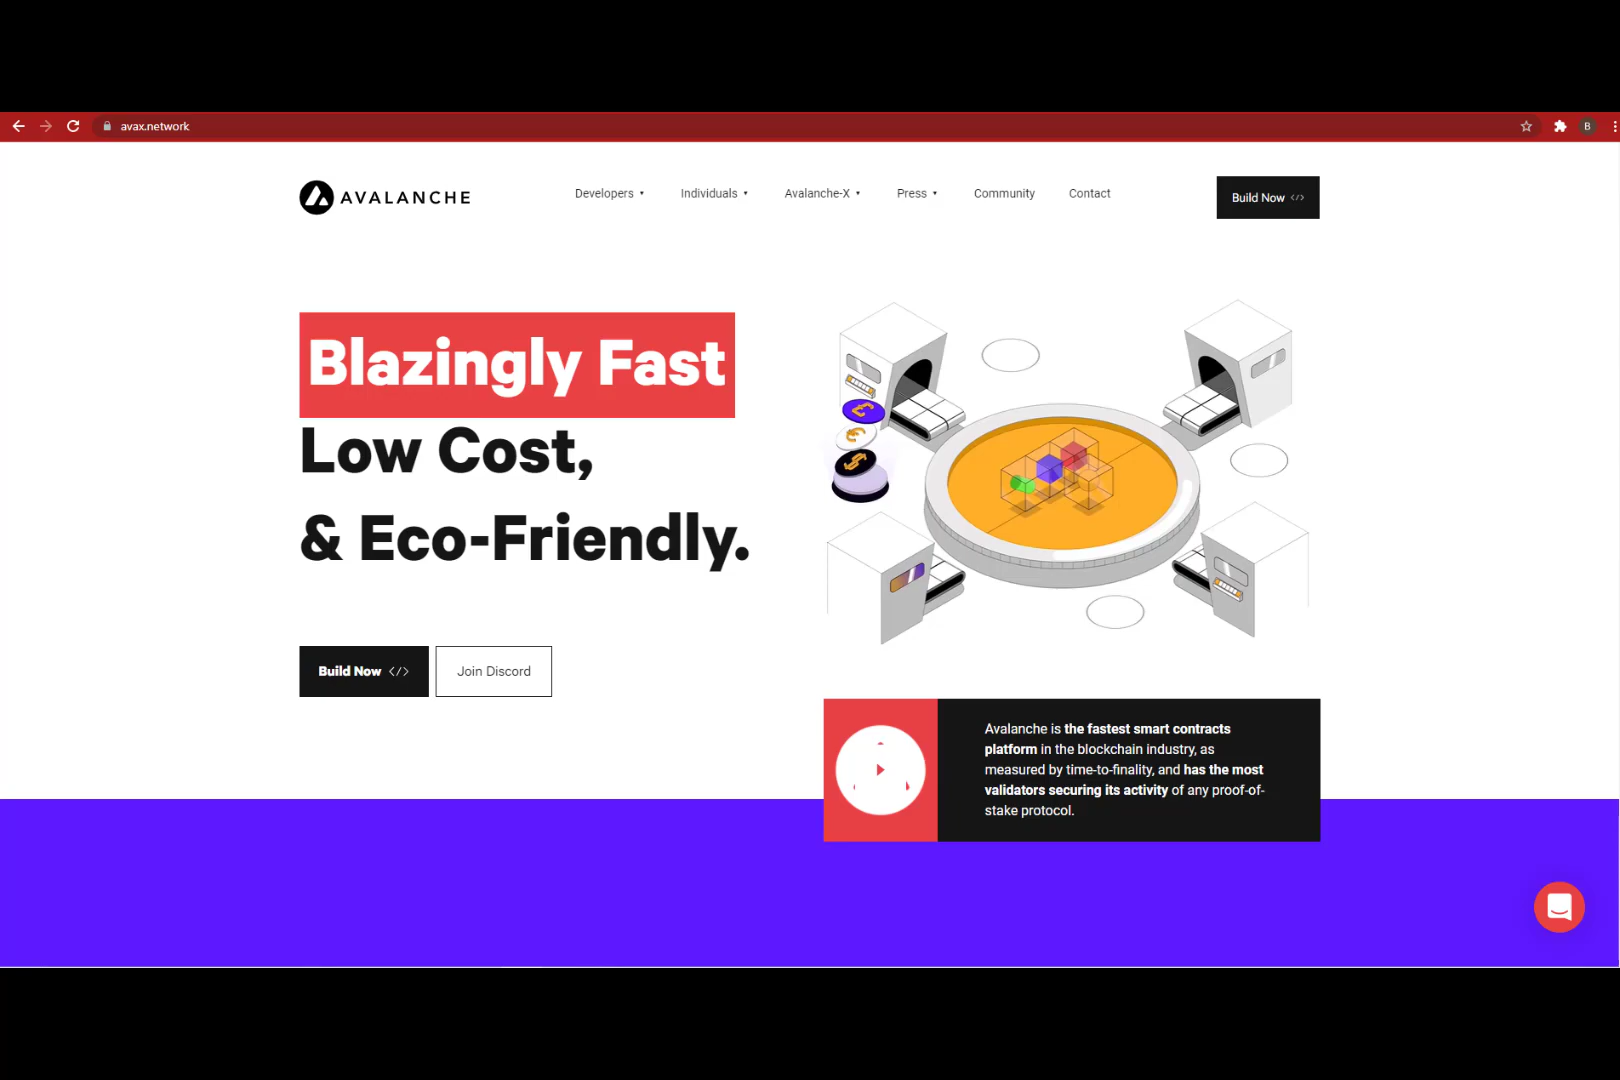 avax.network
B
AVALANCHE
Developers
Individuals
Avalanche-X
Press
Community
Contact
Build Now </>
Blazingly Fast
Low Cost,
& Eco-Friendly.
Build Now </>
Join Discord
£
€
$
Avalanche is the fastest smart contracts
platform in the blockchain industry, as
measured by time-to-finality, and has the most
validators securing its activity of any proof-of-
stake protocol.